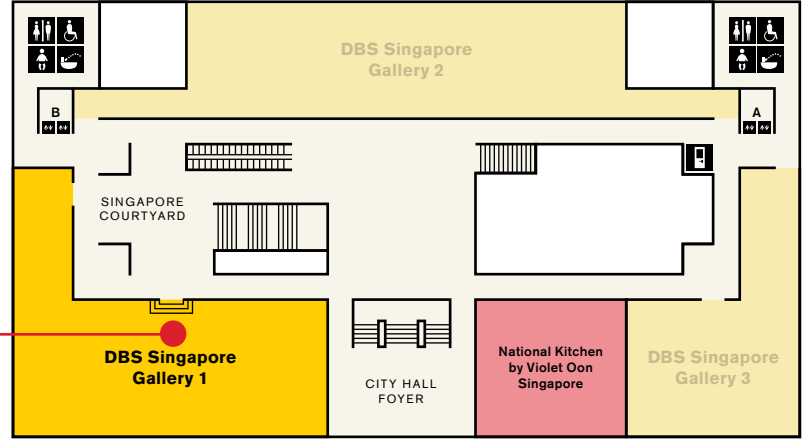 DBS Singapore
Gallery 2
B
A
SINGAPORE
COURTYARD
DBS Singapore
Gallery 1
CITY HALL
FOYER
National Kitchen
by Violet Oon
Singapore
DBS Singapore
Gallery 3